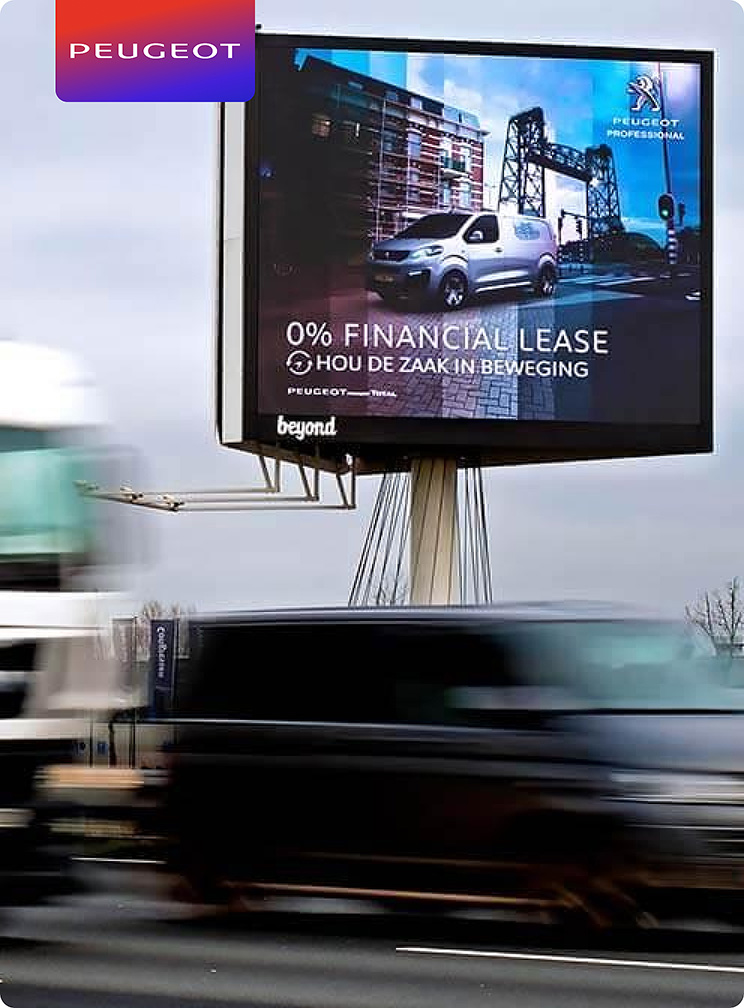 PEUGEOT
PEUGEOT
PROFESSIONAL
0% FINANCIAL LEASE
HOU DE ZAAK IN BEWEGING
PEUGEOT TOTAL
beyond